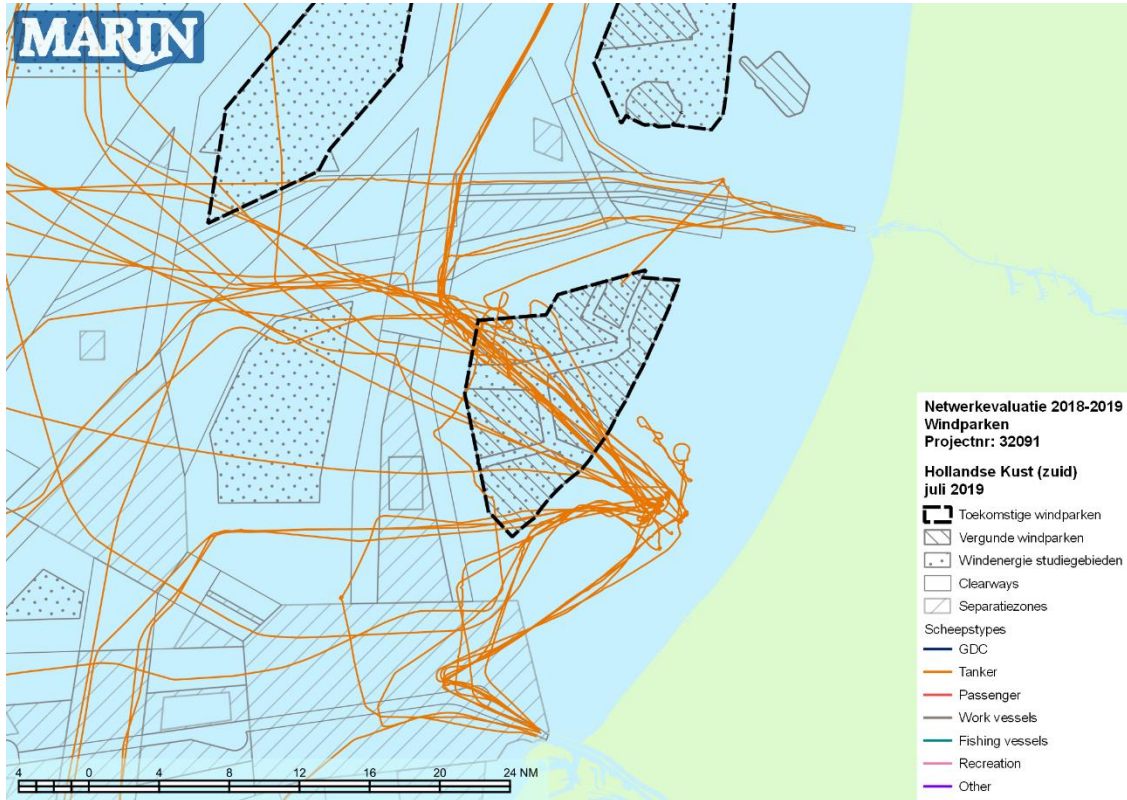 MARIN
Netwerkevaluatie 2018-2019
Windparken
Projectnr: 32091
Hollandse Kust (zuid)
juli 2019
Toekomstige windparken
Vergunde windparken
Windenergie studiegebieden
Clearways
Separatiezones
Scheepstypes
GDC
Tanker
Passenger
Work vessels
Fishing vessels
Recreation
Other
4 0 4 8 12 16 20 24 NM